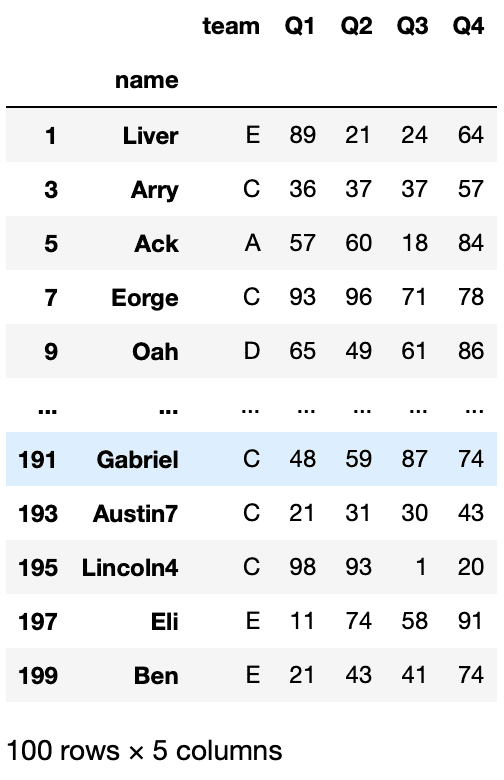 team Q1 Q2 Q3 Q4
name
1 Liver E 89 21 24 64
3 Arry C 36 37 37 57
5 Ack A 57 60 18 84
7 Eorge C 93 96 71 78
9 Oah D 65 49 61 86
... ... ... ... ... ... ...
191 Gabriel C 48 59 87 74
193 Austin7 C 21 31 30 43
195 Lincoln4 C 98 93 1 20
197 Eli E 11 74 58 91
199 Ben E 21 43 41 74
100 rows × 5 columns